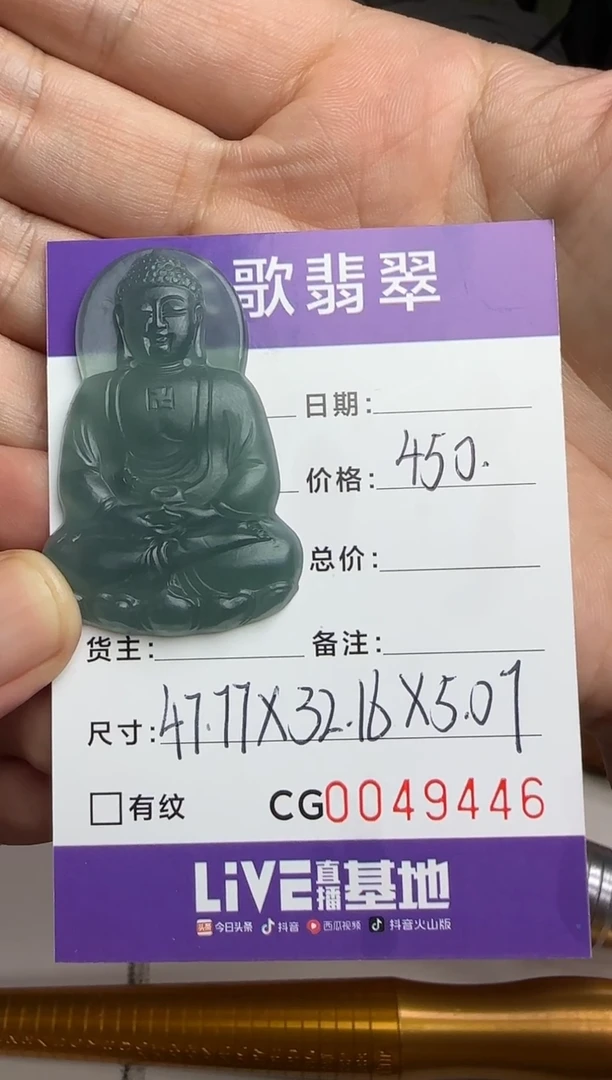 歌翡翠
日期:
价格: 450.
总价:
货主: 备注:
尺寸: 47.77X32.16X5.07
有纹 CG0049446
LiVE直播基地
头条 今日头条 抖音 西瓜视频 抖音火山版